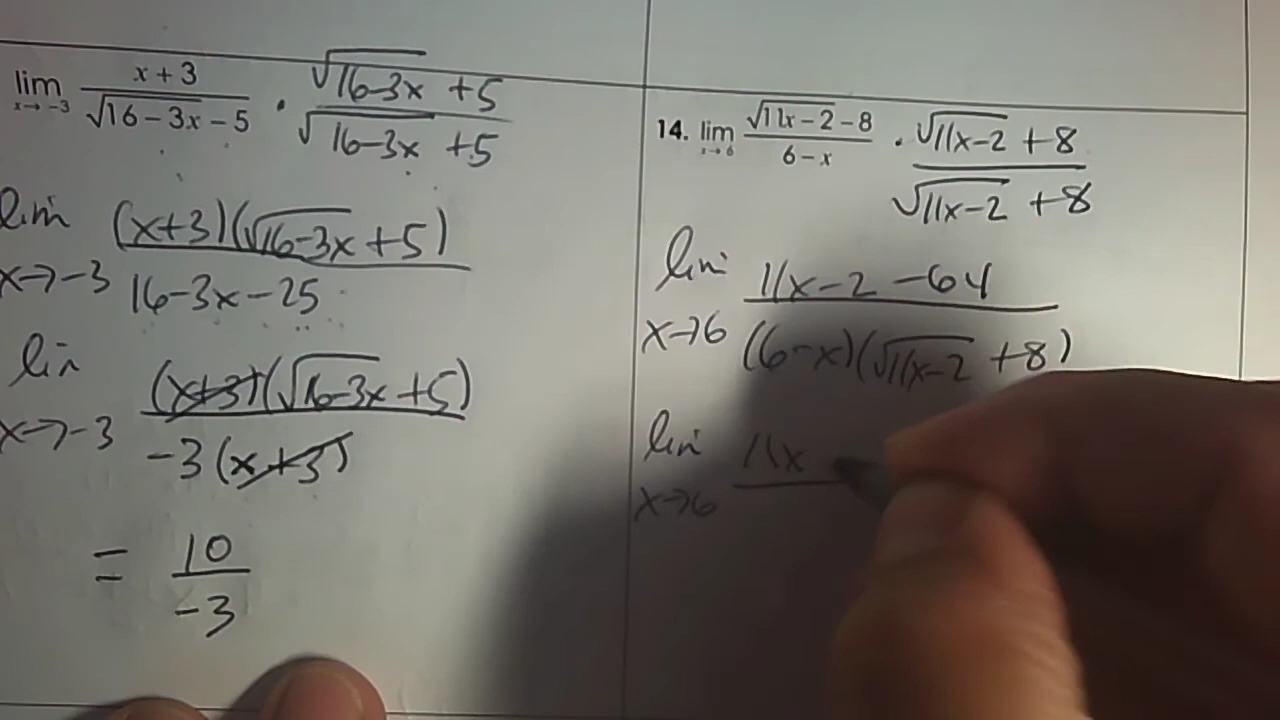 lim x→-3 (x + 3)/(√(16 - 3x) - 5) · (√(16-3x) + 5)/(√(16-3x) + 5)
lim x→-3 ((x+3)(√(16-3x) + 5))/(16-3x-25)
lim x→-3 ((x+3)(√(16-3x) + 5))/(-3(x+3))
= 10/-3
14. lim x→6 (√(11x - 2) - 8)/(6 - x) · (√(11x-2) + 8)/(√(11x-2) + 8)
lim x→6 (11x-2-64)/((6-x)(√(11x-2) + 8))
lim x→6 11x